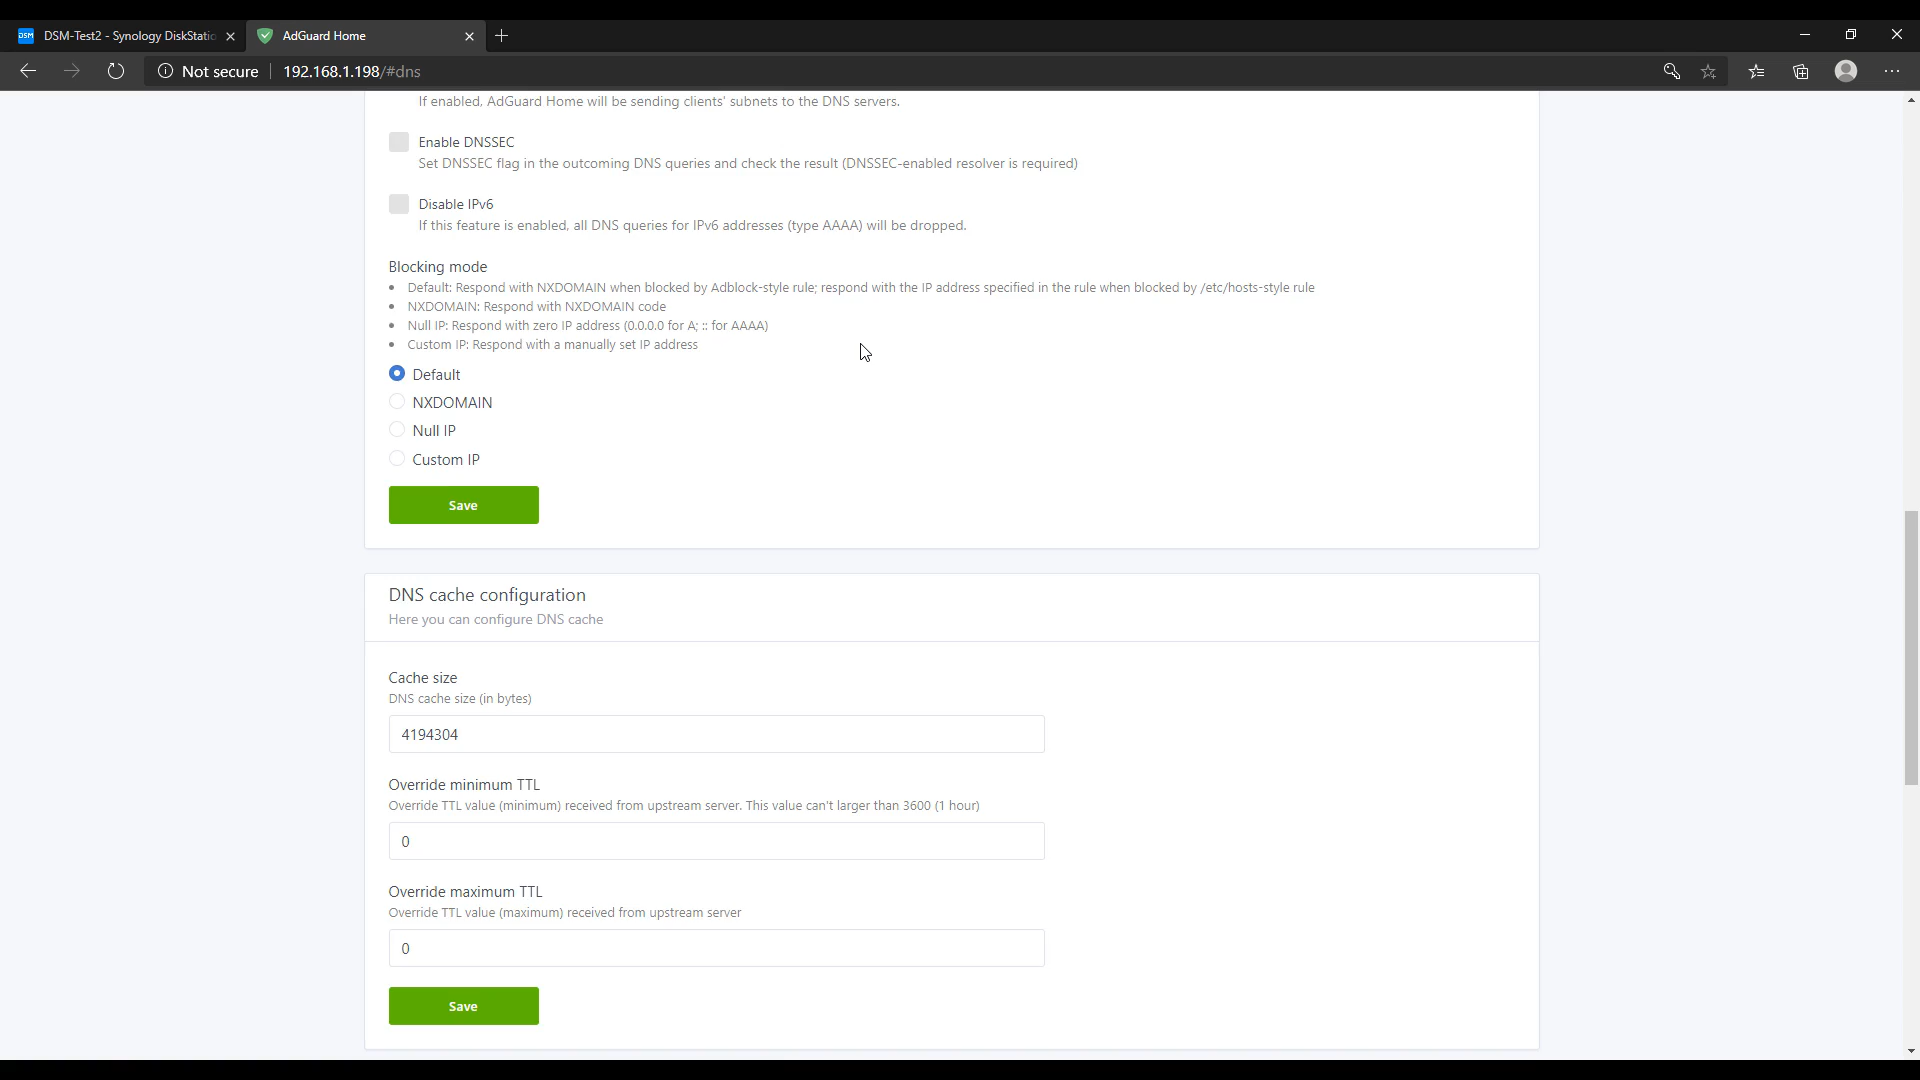 DSM-Test2 - Synology DiskStatio
AdGuard Home
Not secure
192.168.1.198/#dns
If enabled, AdGuard Home will be sending clients' subnets to the DNS servers.
Enable DNSSEC
Set DNSSEC flag in the outcoming DNS queries and check the result (DNSSEC-enabled resolver is required)
Disable IPv6
If this feature is enabled, all DNS queries for IPv6 addresses (type AAAA) will be dropped.
Blocking mode
Default: Respond with NXDOMAIN when blocked by Adblock-style rule; respond with the IP address specified in the rule when blocked by /etc/hosts-style rule
NXDOMAIN: Respond with NXDOMAIN code
Null IP: Respond with zero IP address (0.0.0.0 for A; :: for AAAA)
Custom IP: Respond with a manually set IP address
Default
NXDOMAIN
Null IP
Custom IP
Save
DNS cache configuration
Here you can configure DNS cache
Cache size
DNS cache size (in bytes)
4194304
Override minimum TTL
Override TTL value (minimum) received from upstream server. This value can't larger than 3600 (1 hour)
0
Override maximum TTL
Override TTL value (maximum) received from upstream server
0
Save